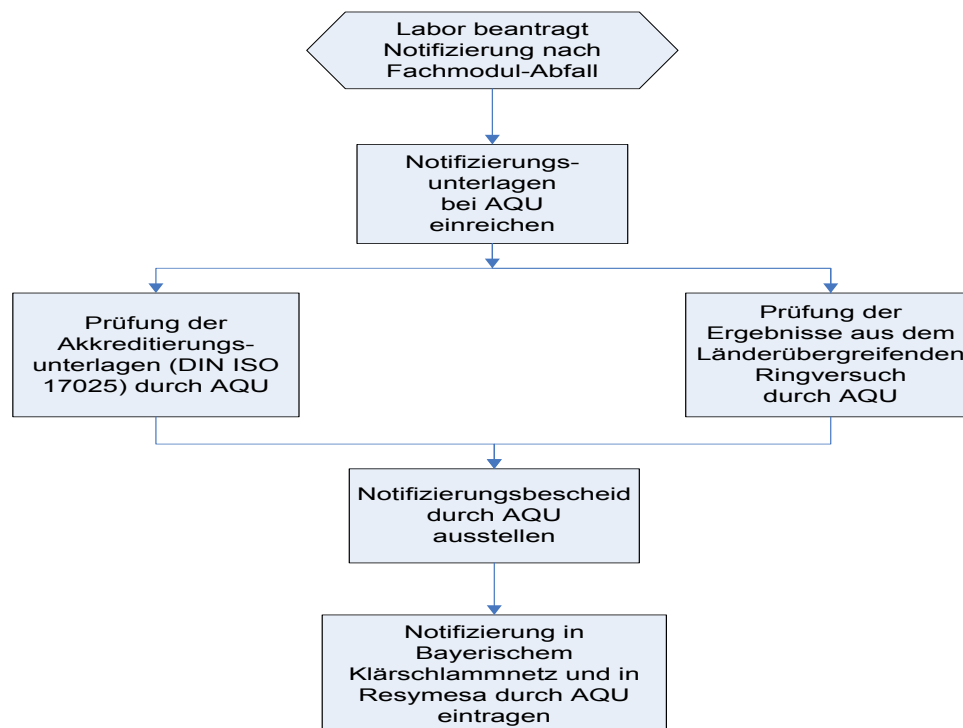 Labor beantragt
Notifizierung nach
Fachmodul-Abfall
Notifizierungs-
unterlagen
bei AQU
einreichen
Prüfung der
Akkreditierungs-
unterlagen (DIN ISO
17025) durch AQU
Prüfung der
Ergebnisse aus dem
Länderübergreifenden
Ringversuch
durch AQU
Notifizierungsbescheid
durch AQU
ausstellen
Notifizierung in
Bayerischem
Klärschlammnetz und in
Resymesa durch AQU
eintragen